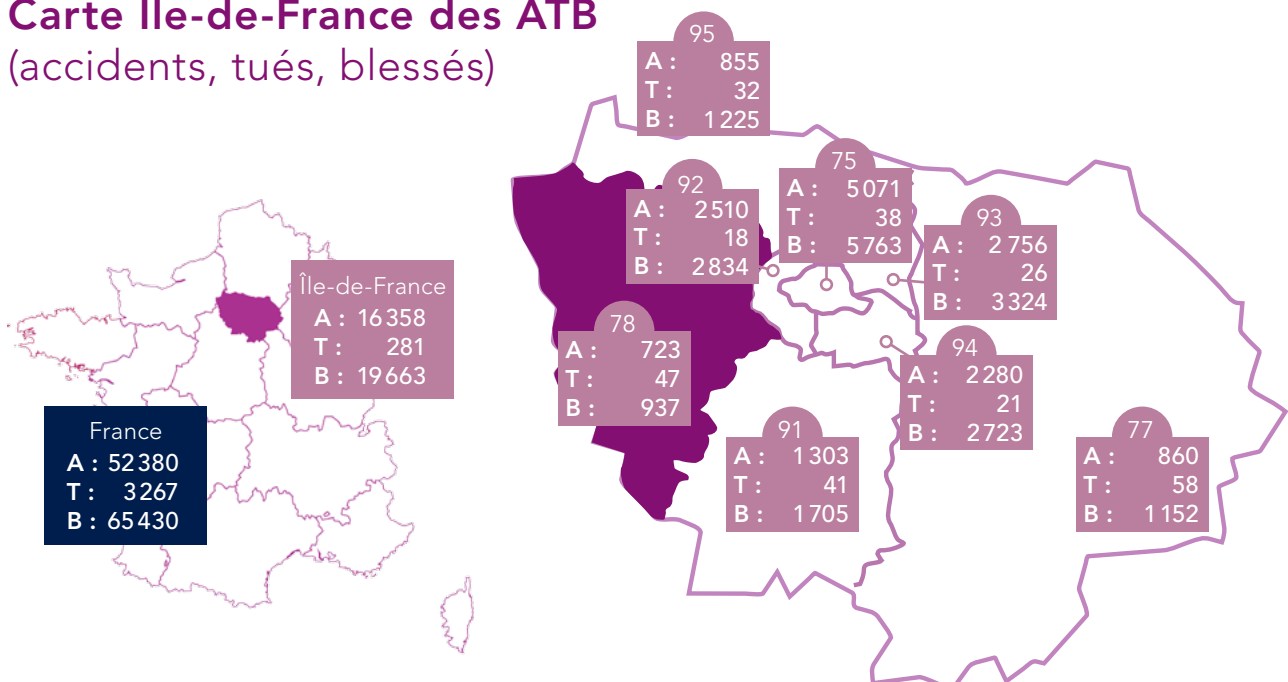 Carte Île-de-France des ATB
(accidents, tués, blessés)
95
A : 855
T : 32
B : 1 225
75
A : 5 071
T : 38
B : 5 763
92
A : 2 510
T : 18
B : 2 834
93
A : 2 756
T : 26
B : 3 324
Île-de-France
A : 16 358
T : 281
B : 19 663
78
A : 723
T : 47
B : 937
94
A : 2 280
T : 21
B : 2 723
France
A : 52 380
T : 3 267
B : 65 430
91
A : 1 303
T : 41
B : 1 705
77
A : 860
T : 58
B : 1 152